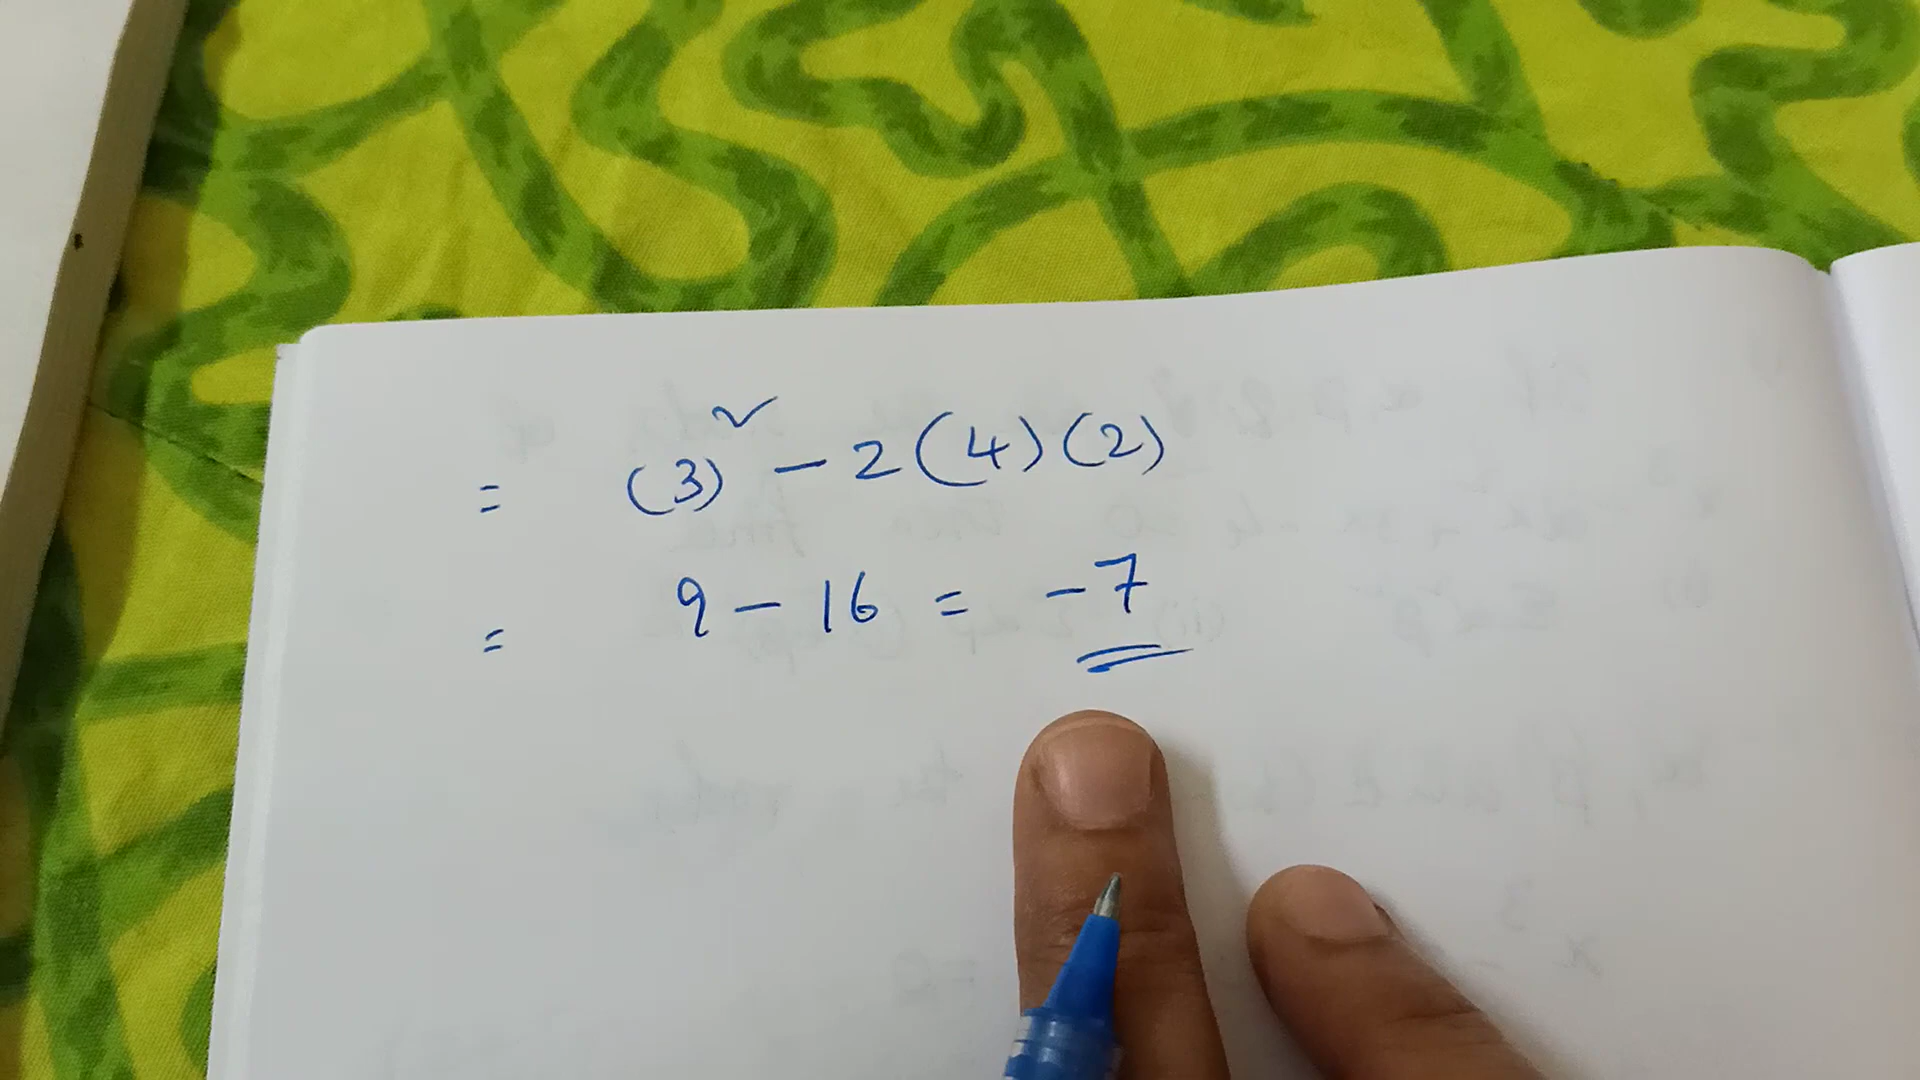 = (3)² - 2(4)(2)
= 9 - 16 = -7